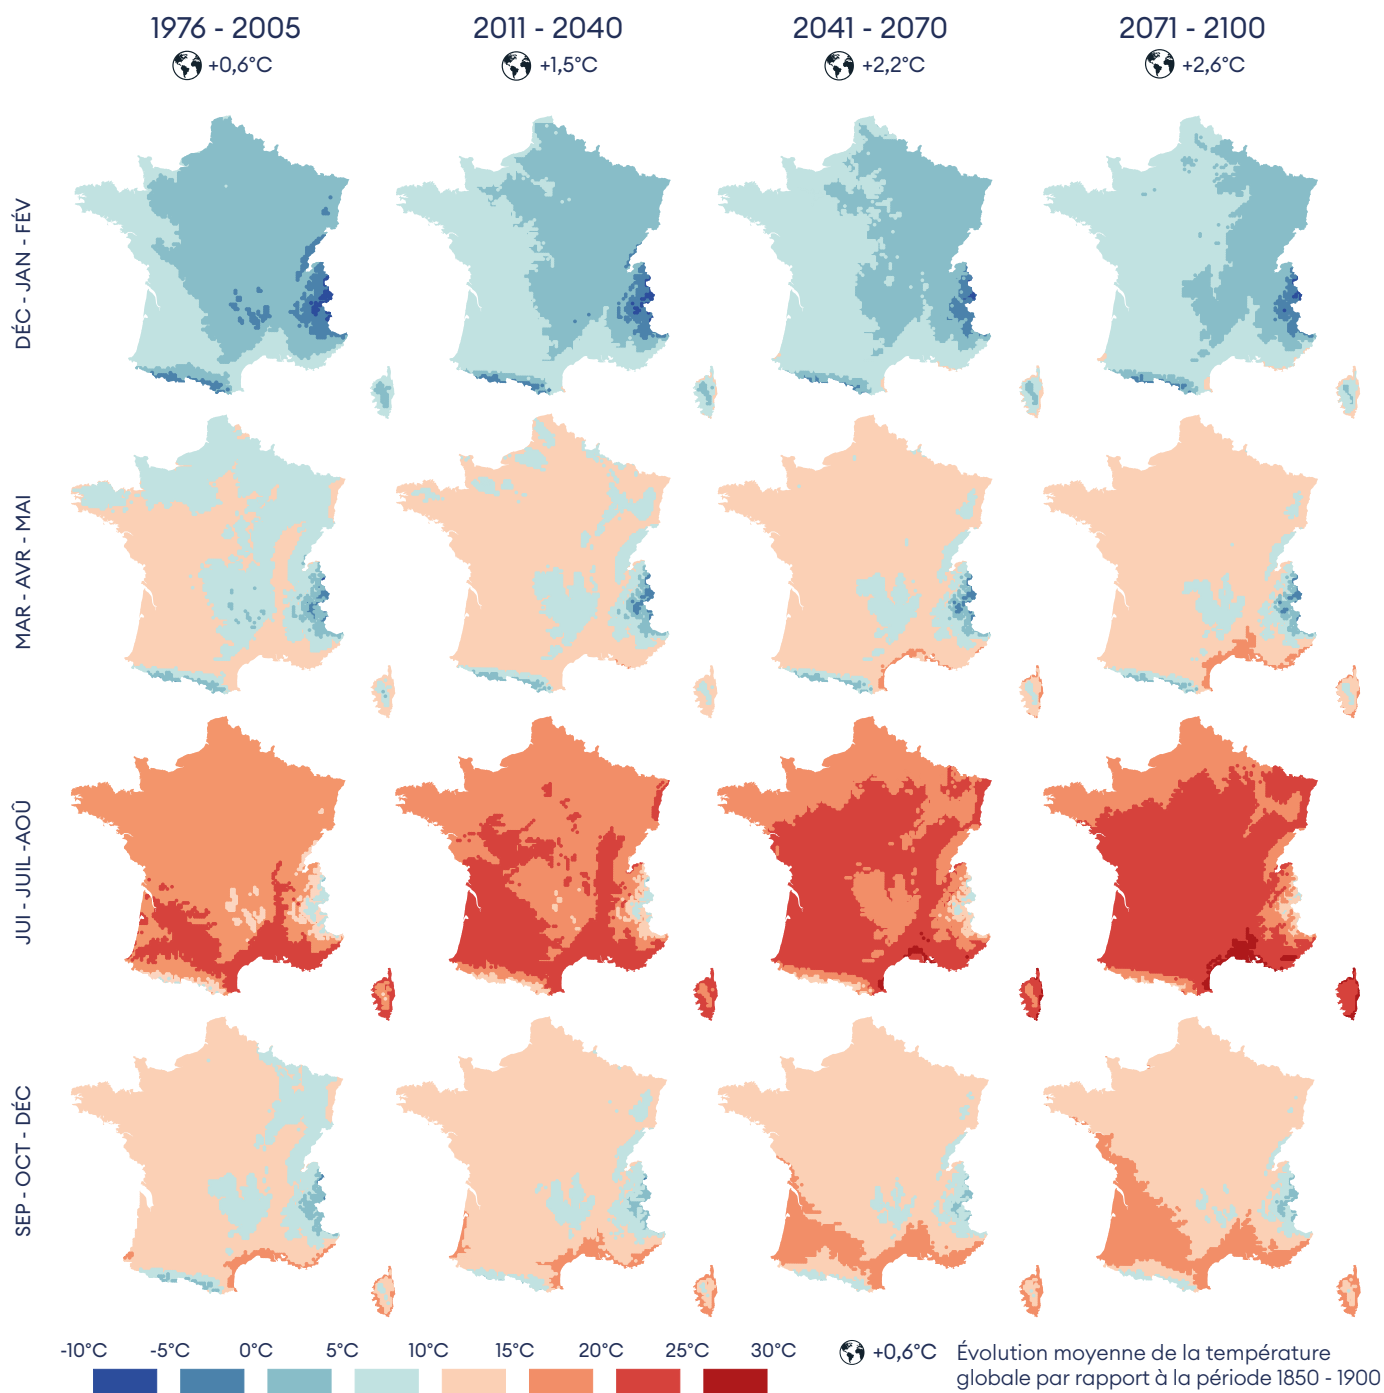 1976 - 2005
2011 - 2040
2041 - 2070
2071 - 2100
+0,6°C
+1,5°C
+2,2°C
+2,6°C
DÉC - JAN - FÉV
MAR - AVR - MAI
JUI - JUIL -AOÛ
SEP - OCT - DÉC
-10°C -5°C 0°C 5°C 10°C 15°C 20°C 25°C 30°C
+0,6°C
Évolution moyenne de la température
globale par rapport à la période 1850 - 1900